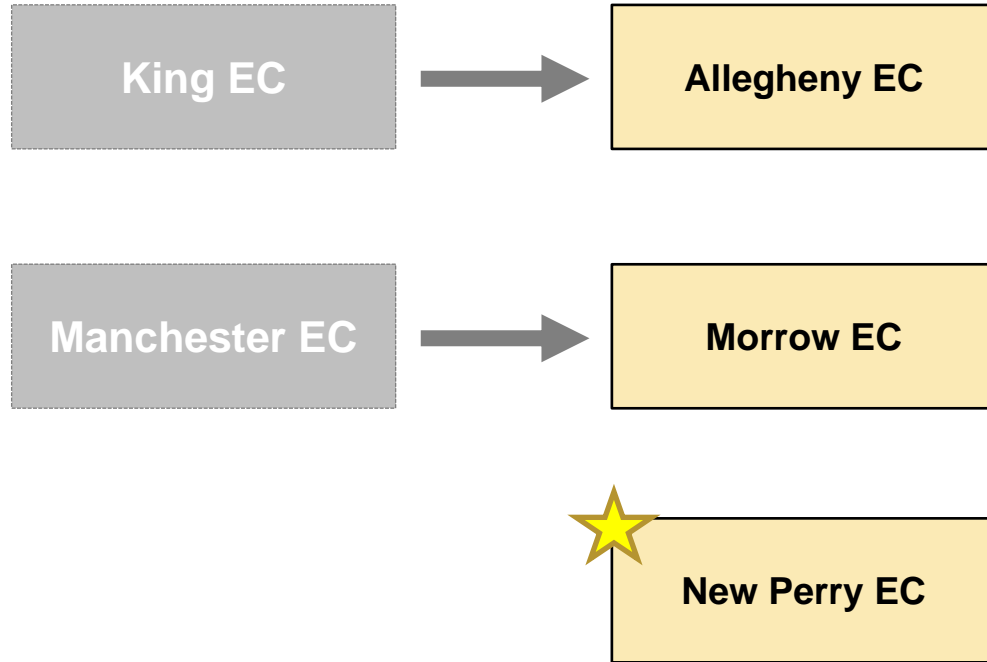 King EC
Allegheny EC
Manchester EC
Morrow EC
New Perry EC